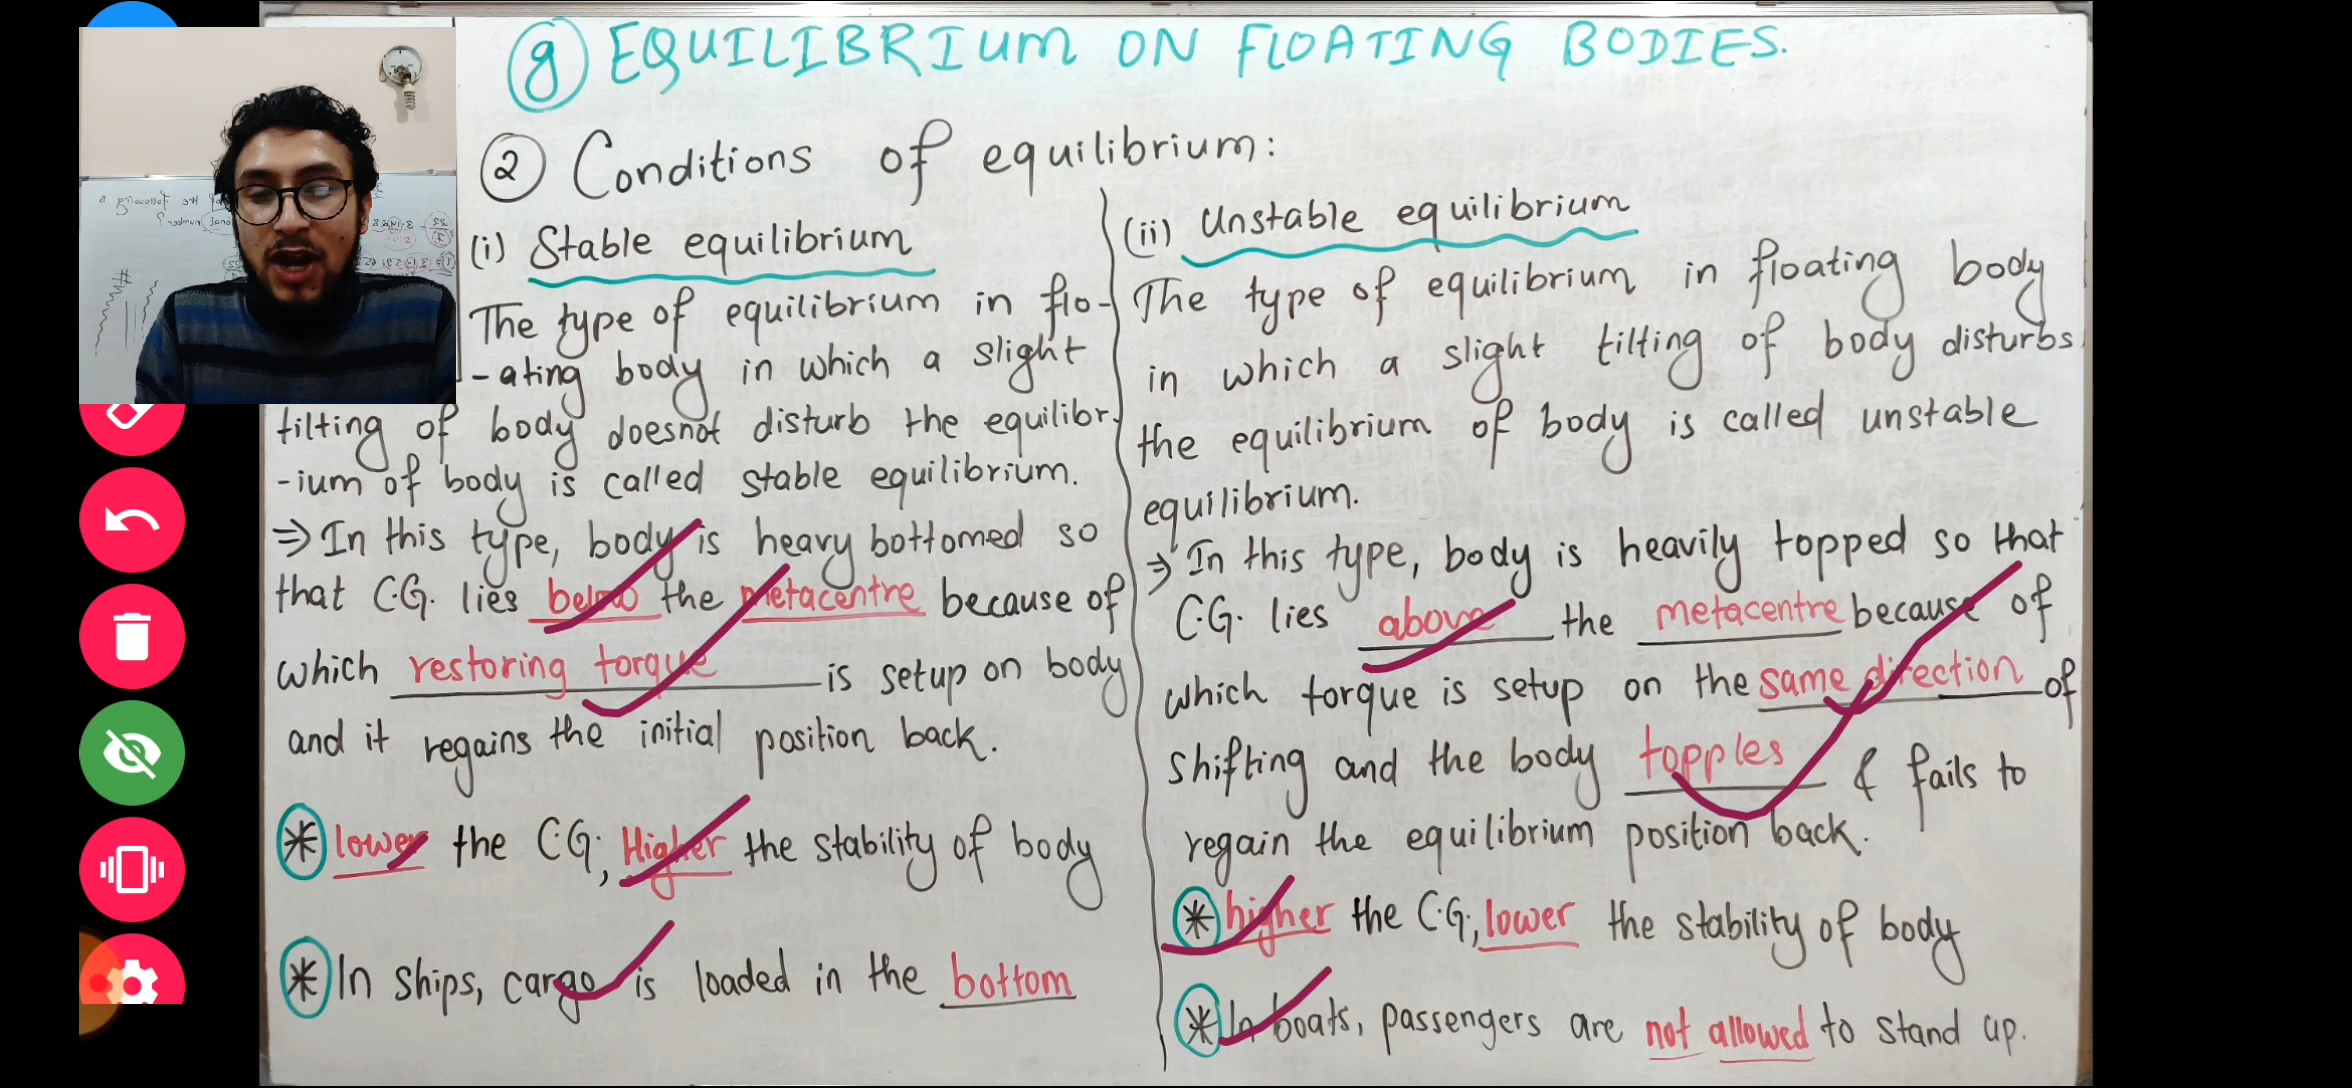 g EQUILIBRIUM ON FLOATING BODIES.
2 Conditions of equilibrium:
(i) Stable equilibrium
The type of equilibrium in flo-
-ating body in which a slight
tilting of body doesnot disturb the equilibr-
-ium of body is called stable equilibrium.
⇒ In this type, body is heavy bottomed so
that C.G. lies below the metacentre because of
which restoring torque is setup on body
and it regains the initial position back.
* lower the C.G; Higher the stability of body
* In ships, cargo is loaded in the bottom
(ii) Unstable equilibrium
The type of equilibrium in floating body
in which a slight tilting of body disturbs
the equilibrium of body is called unstable
equilibrium.
⇒ In this type, body is heavily topped so that
C.G. lies above the metacentre because of
which torque is setup on the same direction of
shifting and the body topples & fails to
regain the equilibrium position back.
* higher the C.G, lower the stability of body
* In boats, passengers are not allowed to stand up.